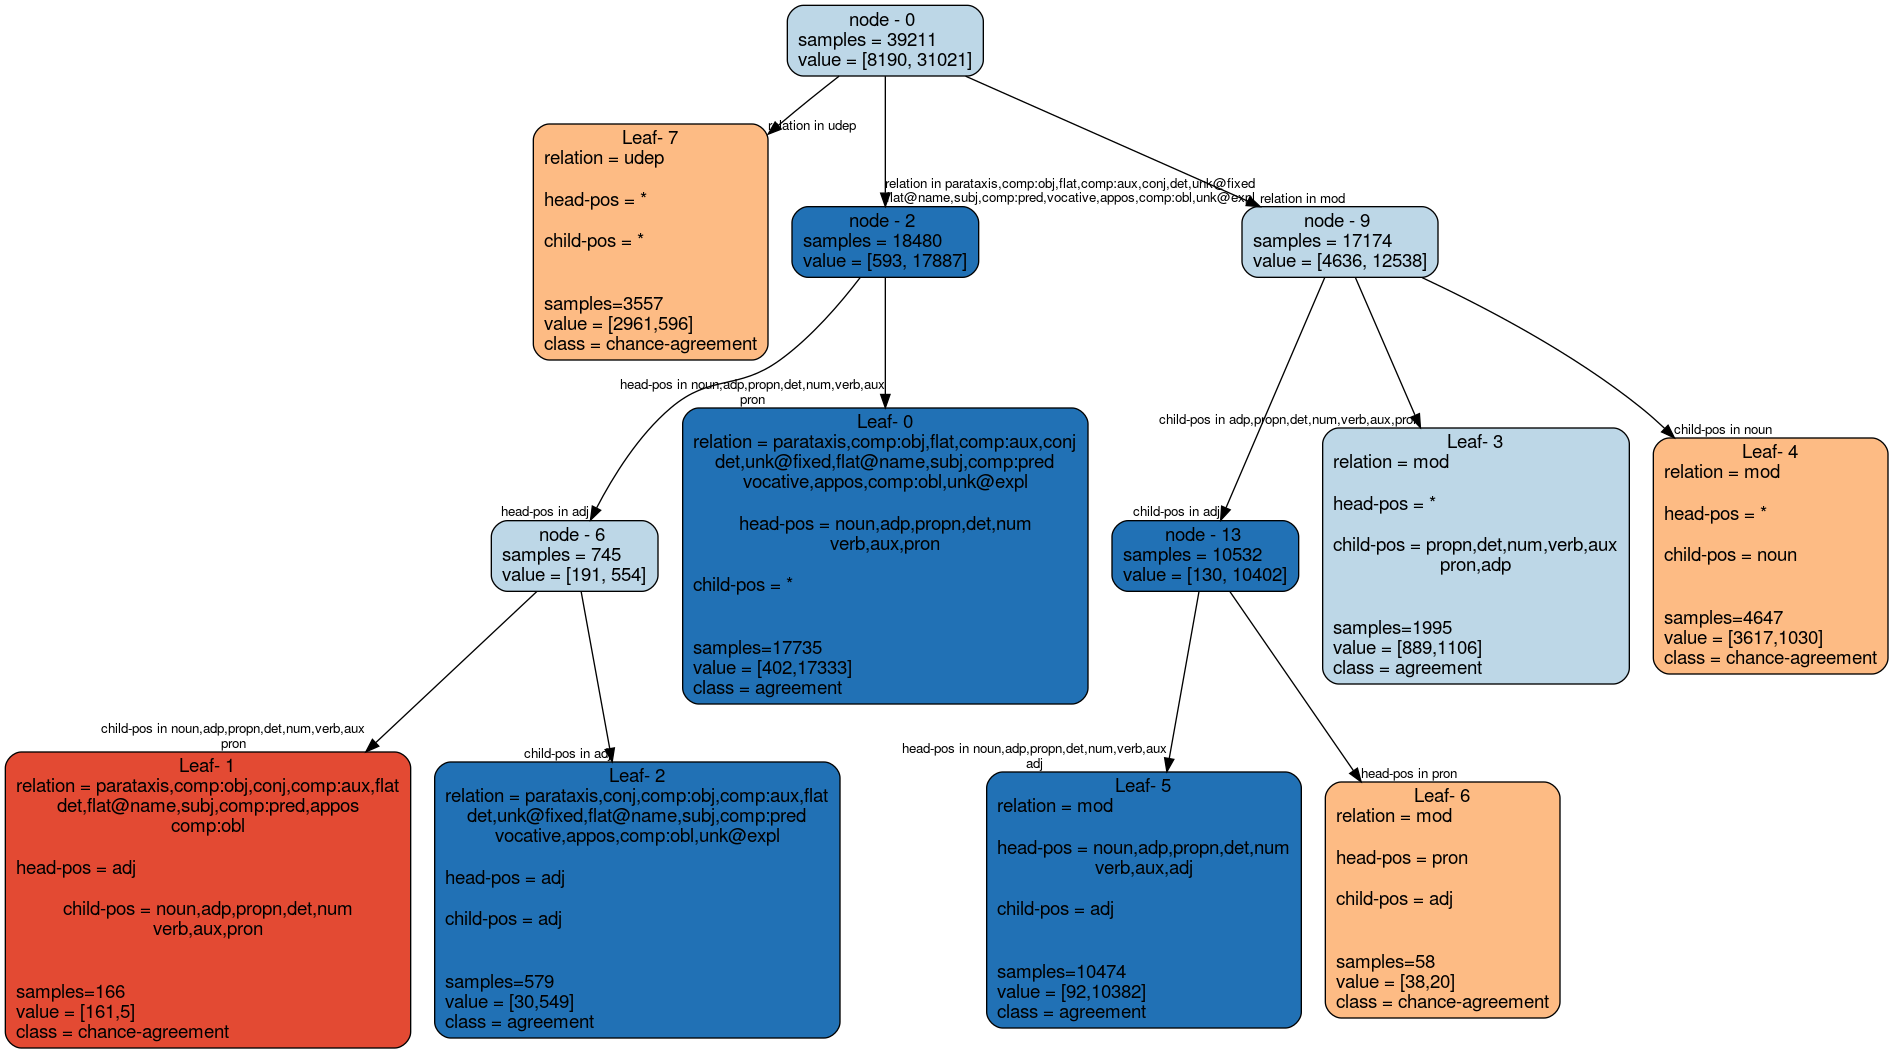 node - 0
samples = 39211
value = [8190, 31021]
relation in udep
Leaf- 7
relation = udep
head-pos = *
child-pos = *
samples=3557
value = [2961,596]
class = chance-agreement
relation in parataxis,comp:obj,flat,comp:aux,conj,det,unk@fixed
flat@name,subj,comp:pred,vocative,appos,comp:obl,unk@expl
node - 2
samples = 18480
value = [593, 17887]
relation in mod
node - 9
samples = 17174
value = [4636, 12538]
head-pos in noun,adp,propn,det,num,verb,aux
pron
Leaf- 0
relation = parataxis,comp:obj,flat,comp:aux,conj
det,unk@fixed,flat@name,subj,comp:pred
vocative,appos,comp:obl,unk@expl
head-pos = noun,adp,propn,det,num
verb,aux,pron
child-pos = *
samples=17735
value = [402,17333]
class = agreement
head-pos in adj
node - 6
samples = 745
value = [191, 554]
child-pos in adj
node - 13
samples = 10532
value = [130, 10402]
child-pos in adp,propn,det,num,verb,aux,pron
Leaf- 3
relation = mod
head-pos = *
child-pos = propn,det,num,verb,aux
pron,adp
samples=1995
value = [889,1106]
class = agreement
child-pos in noun
Leaf- 4
relation = mod
head-pos = *
child-pos = noun
samples=4647
value = [3617,1030]
class = chance-agreement
child-pos in noun,adp,propn,det,num,verb,aux
pron
Leaf- 1
relation = parataxis,comp:obj,conj,comp:aux,flat
det,flat@name,subj,comp:pred,appos
comp:obl
head-pos = adj
child-pos = noun,adp,propn,det,num
verb,aux,pron
samples=166
value = [161,5]
class = chance-agreement
child-pos in adj
Leaf- 2
relation = parataxis,conj,comp:obj,comp:aux,flat
det,unk@fixed,flat@name,subj,comp:pred
vocative,appos,comp:obl,unk@expl
head-pos = adj
child-pos = adj
samples=579
value = [30,549]
class = agreement
head-pos in noun,adp,propn,det,num,verb,aux
adj
Leaf- 5
relation = mod
head-pos = noun,adp,propn,det,num
verb,aux,adj
child-pos = adj
samples=10474
value = [92,10382]
class = agreement
head-pos in pron
Leaf- 6
relation = mod
head-pos = pron
child-pos = adj
samples=58
value = [38,20]
class = chance-agreement